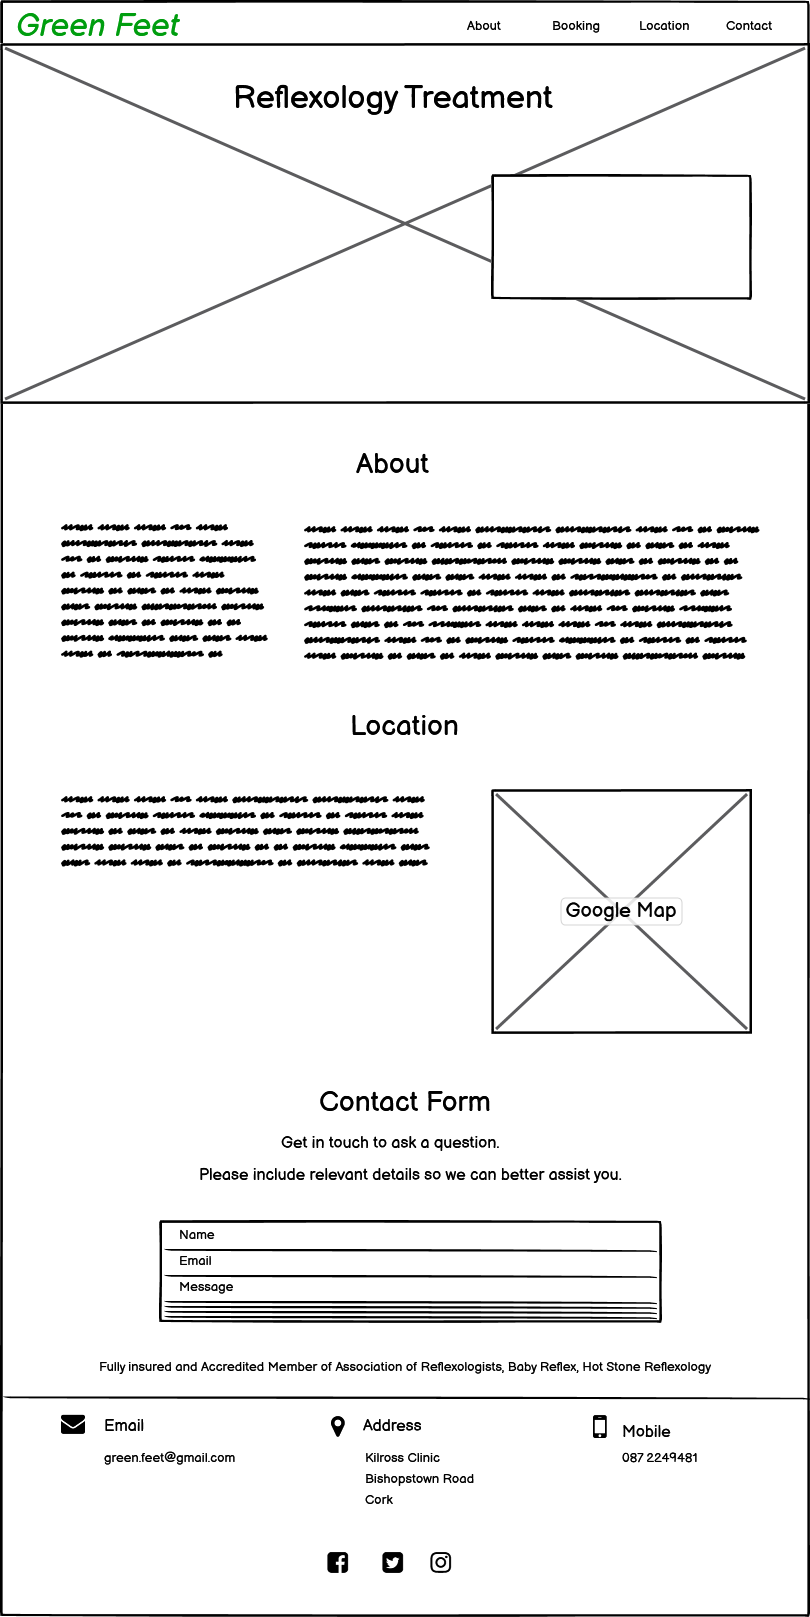 Green Feet
About Booking Location Contact
Reflexology Treatment
About
Location
Google Map
Contact Form
Get in touch to ask a question.
Please include relevant details so we can better assist you.
Name
Email
Message
Fully insured and Accredited Member of Association of Reflexologists, Baby Reflex, Hot Stone Reflexology
Email
green.feet@gmail.com
Address
Kilross Clinic
Bishopstown Road
Cork
Mobile
087 2249481